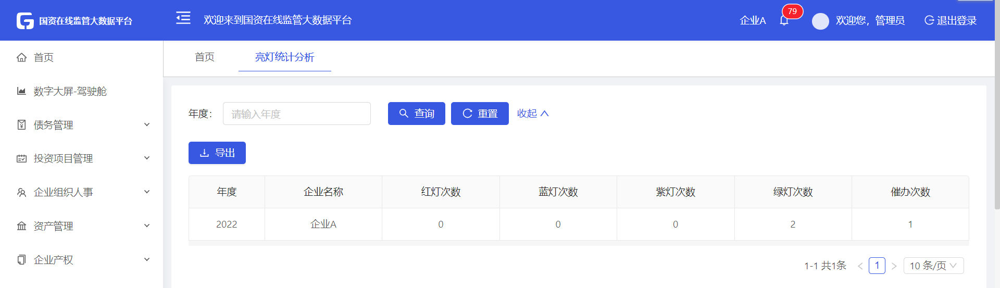 国资在线监管大数据平台
欢迎来到国资在线监管大数据平台
企业A
79
欢迎您，管理员
退出登录
首页
数字大屏-驾驶舱
债务管理
投资项目管理
企业组织人事
资产管理
企业产权
首页 亮灯统计分析
年度： 请输入年度 查询 重置 收起
导出
年度 企业名称 红灯次数 蓝灯次数 紫灯次数 绿灯次数 催办次数
2022 企业A 0 0 0 2 1
1-1 共1条 < 1 > 10 条/页